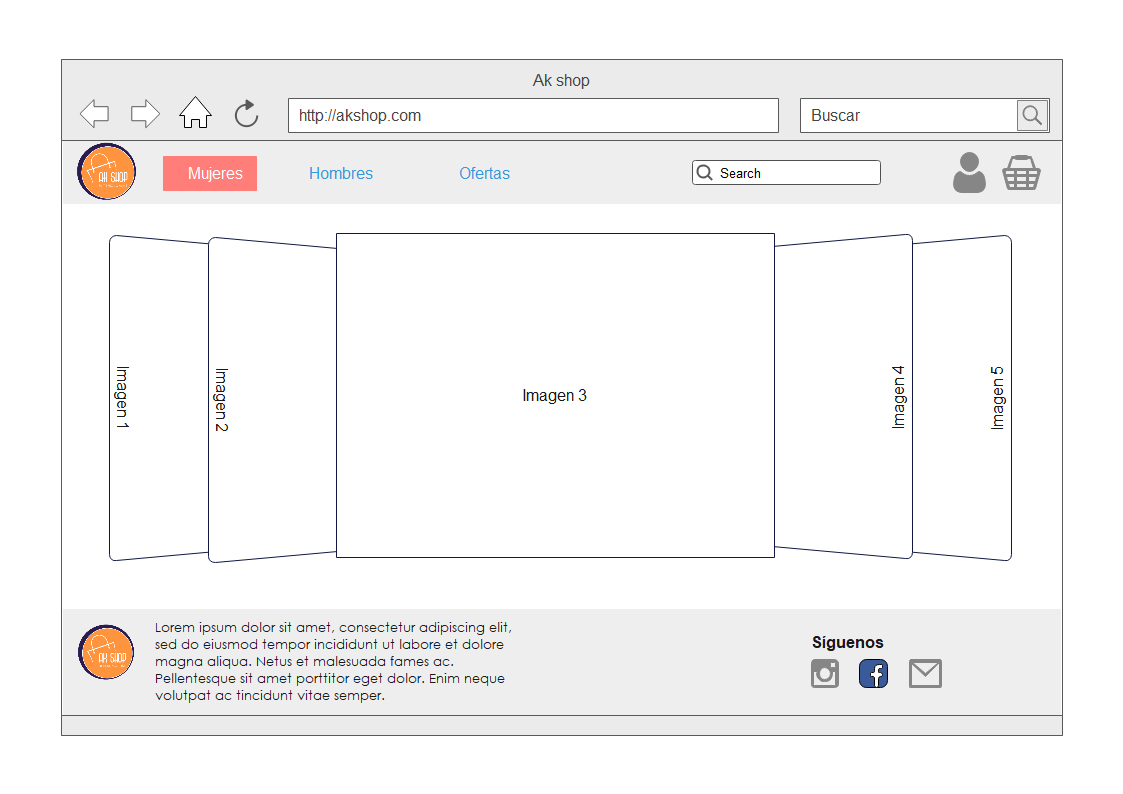 Ak shop
http://akshop.com
Buscar
AK SHOP
Mujeres
Hombres
Ofertas
Search
Imagen 1
Imagen 2
Imagen 3
Imagen 4
Imagen 5
AK SHOP
Lorem ipsum dolor sit amet, consectetur adipiscing elit,
sed do eiusmod tempor incididunt ut labore et dolore
magna aliqua. Netus et malesuada fames ac.
Pellentesque sit amet porttitor eget dolor. Enim neque
volutpat ac tincidunt vitae semper.
Síguenos